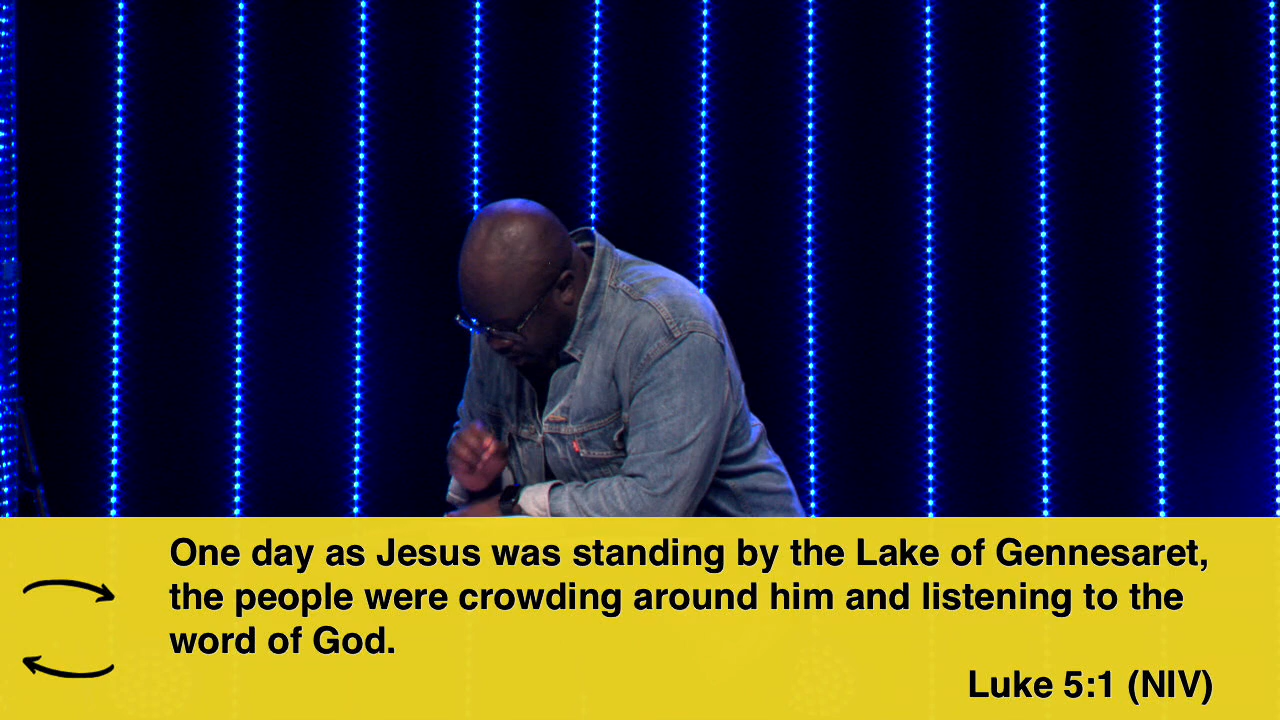 One day as Jesus was standing by the Lake of Gennesaret,
the people were crowding around him and listening to the
word of God.
Luke 5:1 (NIV)